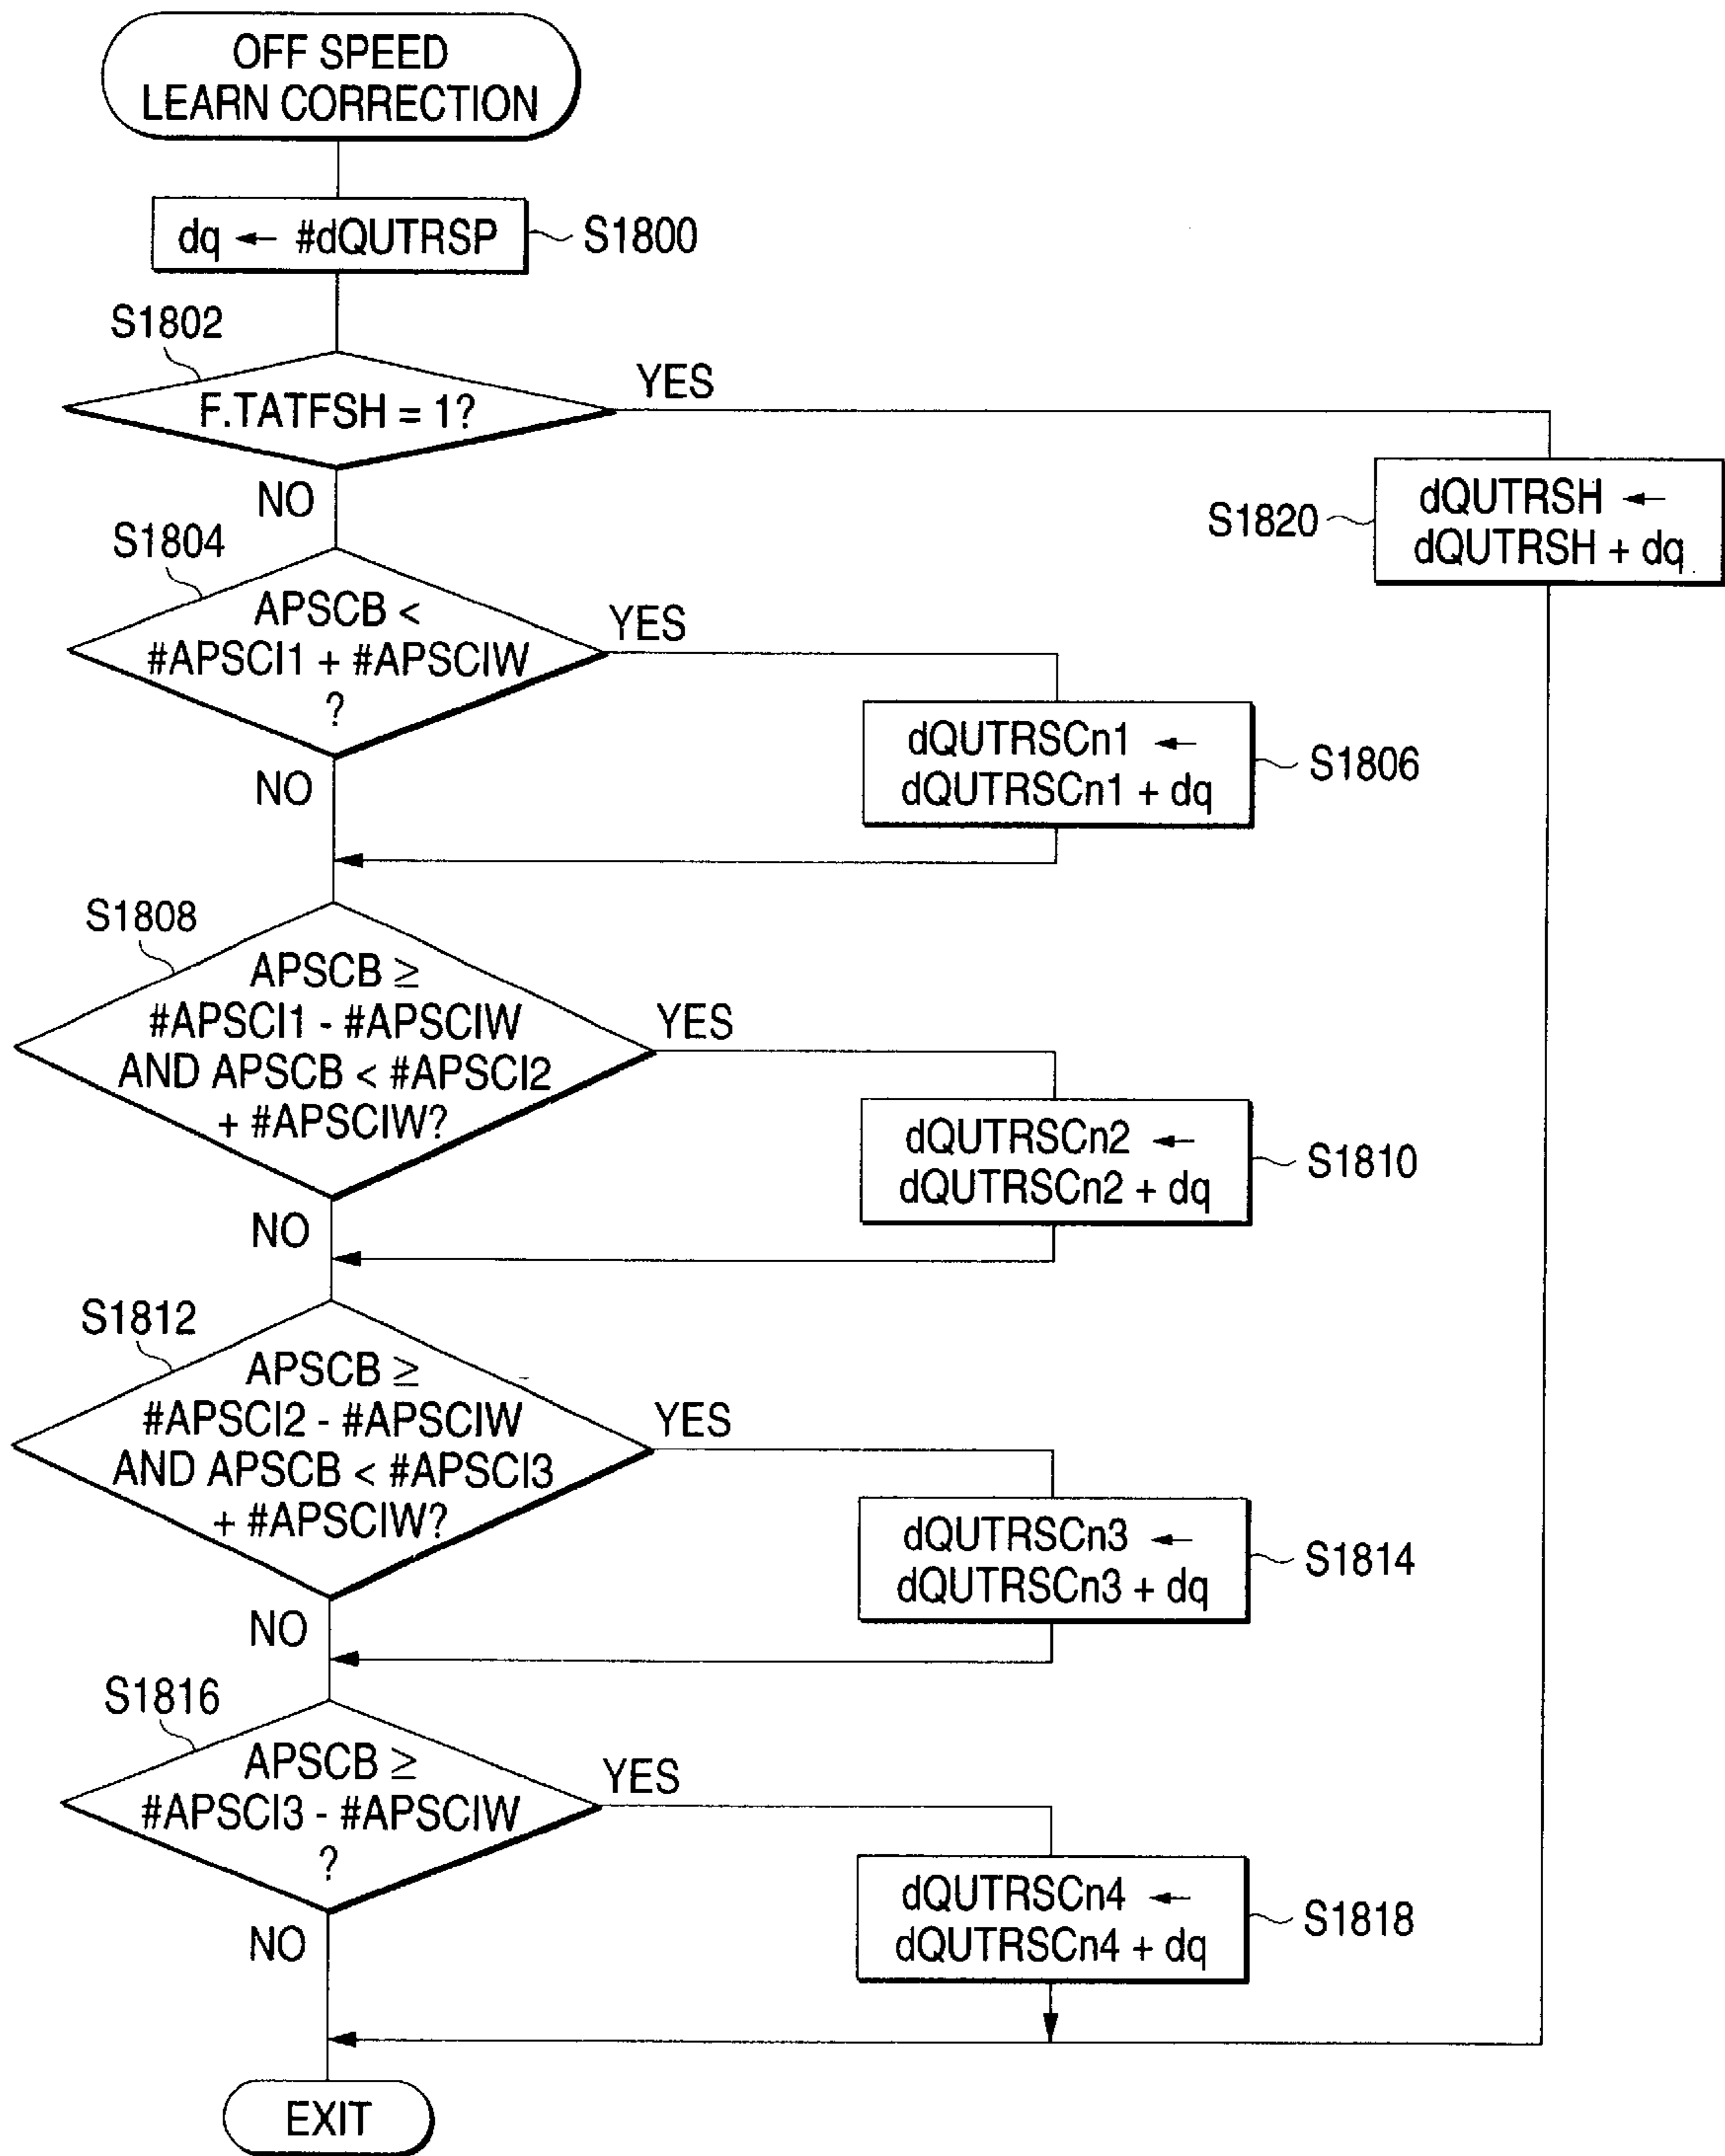 OFF SPEED
LEARN CORRECTION
dq ← #dQUTRSP
S1800
S1802
F.TATFSH = 1?
YES
NO
dQUTRSH ←
dQUTRSH + dq
S1820
S1804
APSCB <
#APSCI1 + #APSCIW
?
YES
NO
dQUTRSCn1 ←
dQUTRSCn1 + dq
S1806
S1808
APSCB ≥
#APSCI1 - #APSCIW
AND APSCB < #APSCI2
+ #APSCIW?
YES
NO
dQUTRSCn2 ←
dQUTRSCn2 + dq
S1810
S1812
APSCB ≥
#APSCI2 - #APSCIW
AND APSCB < #APSCI3
+ #APSCIW?
YES
NO
dQUTRSCn3 ←
dQUTRSCn3 + dq
S1814
S1816
APSCB ≥
#APSCI3 - #APSCIW
?
YES
NO
dQUTRSCn4 ←
dQUTRSCn4 + dq
S1818
EXIT